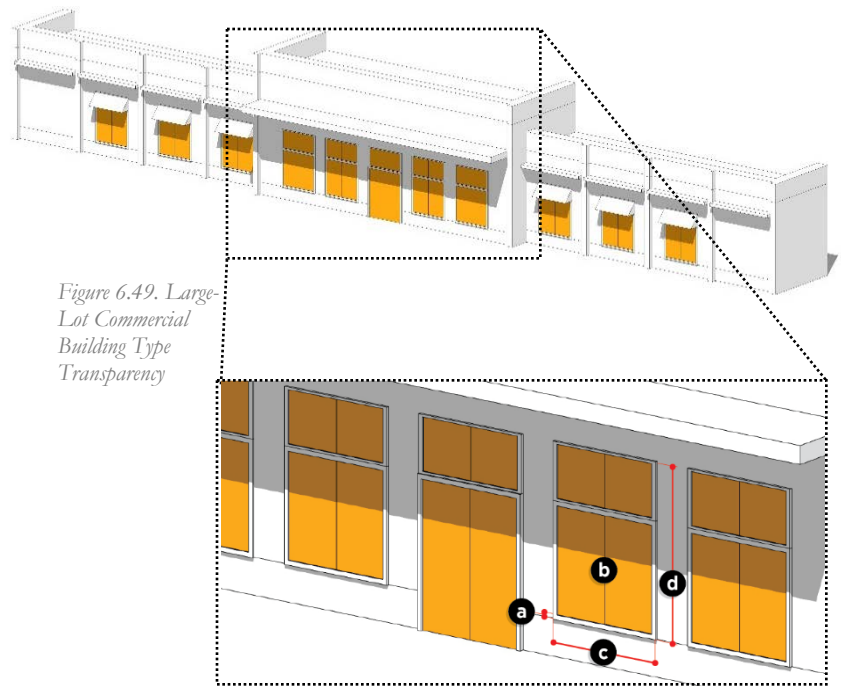 Figure 6.49. Large-
Lot Commercial
Building Type
Transparency
a
b
c
d